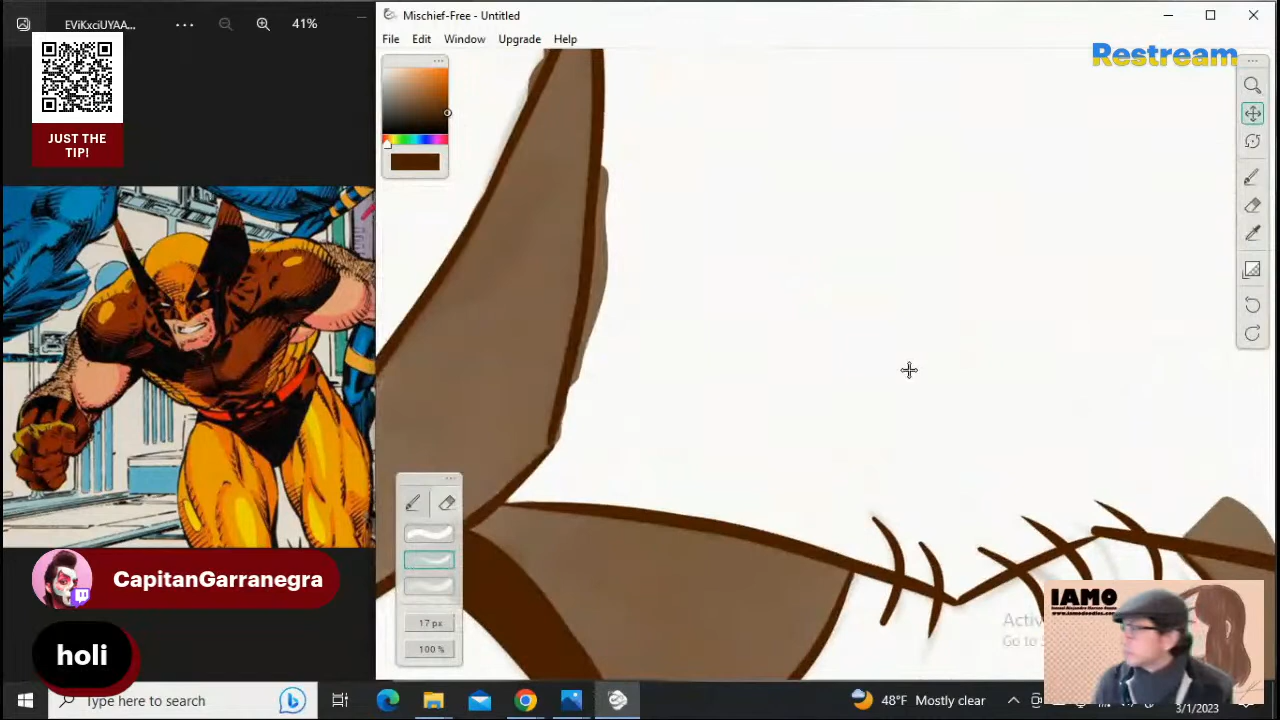 EViKxciUYAA...
41%
JUST THE
TIP!
CapitanGarranegra
holi
Mischief-Free - Untitled
File Edit Window Upgrade Help
Restream
17 px
100 %
IAMO
Type here to search
48°F Mostly clear
3/1/2023